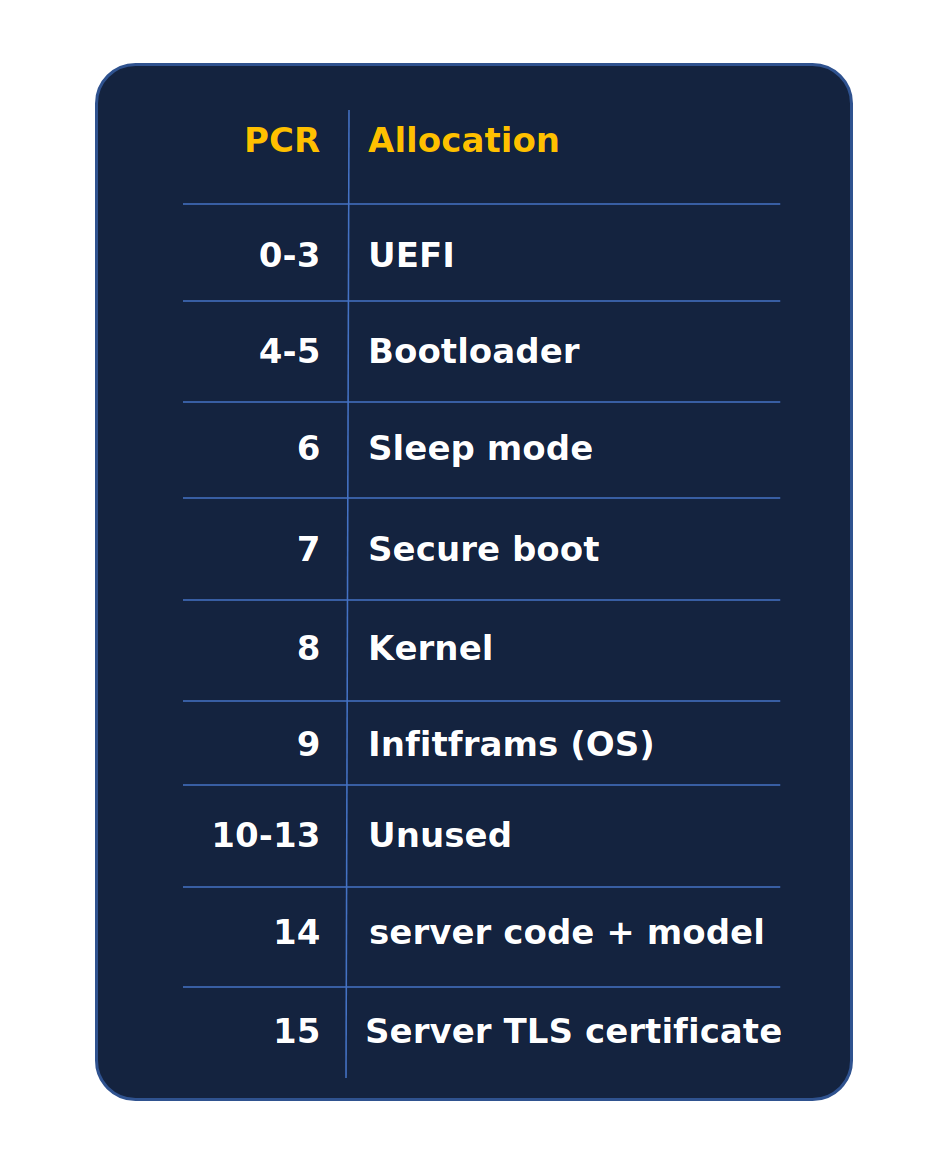 PCR Allocation
0-3 UEFI
4-5 Bootloader
6 Sleep mode
7 Secure boot
8 Kernel
9 Infitframs (OS)
10-13 Unused
14 server code + model
15 Server TLS certificate